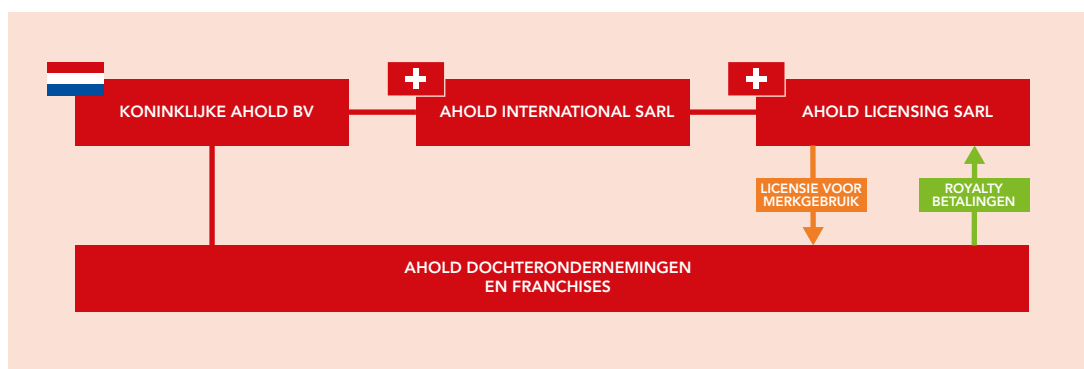 KONINKLIJKE AHOLD BV
AHOLD INTERNATIONAL SARL
AHOLD LICENSING SARL
LICENSIE VOOR
MERKGEBRUIK
ROYALTY
BETALINGEN
AHOLD DOCHTERONDERNEMINGEN
EN FRANCHISES